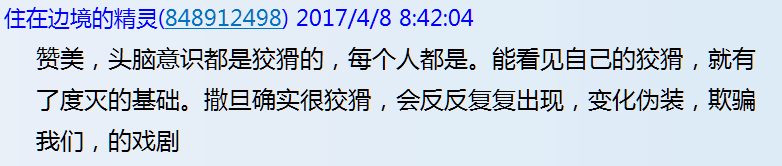 住在边境的精灵(848912498) 2017/4/8 8:42:04
赞美，头脑意识都是狡猾的，每个人都是。能看见自己的狡猾，就有
了度灭的基础。撒旦确实很狡猾，会反反复复出现，变化伪装，欺骗
我们，的戏剧